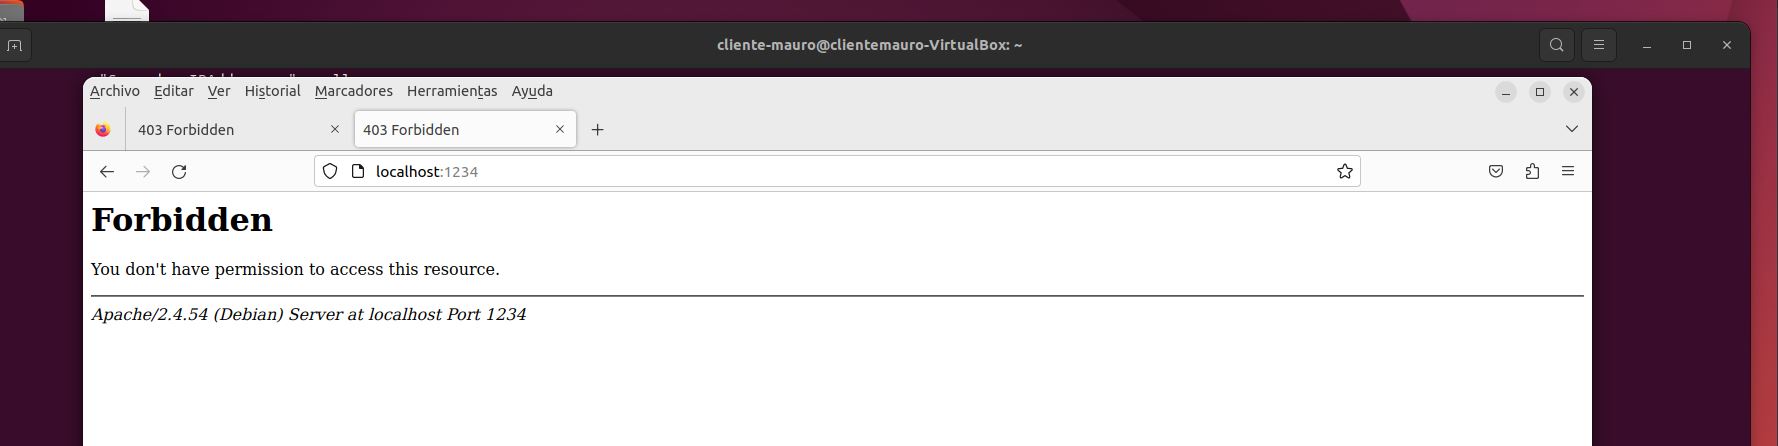 cliente-mauro@clientemauro-VirtualBox: ~
Archivo Editar Ver Historial Marcadores Herramientas Ayuda
403 Forbidden 403 Forbidden
localhost:1234
Forbidden
You don't have permission to access this resource.
Apache/2.4.54 (Debian) Server at localhost Port 1234